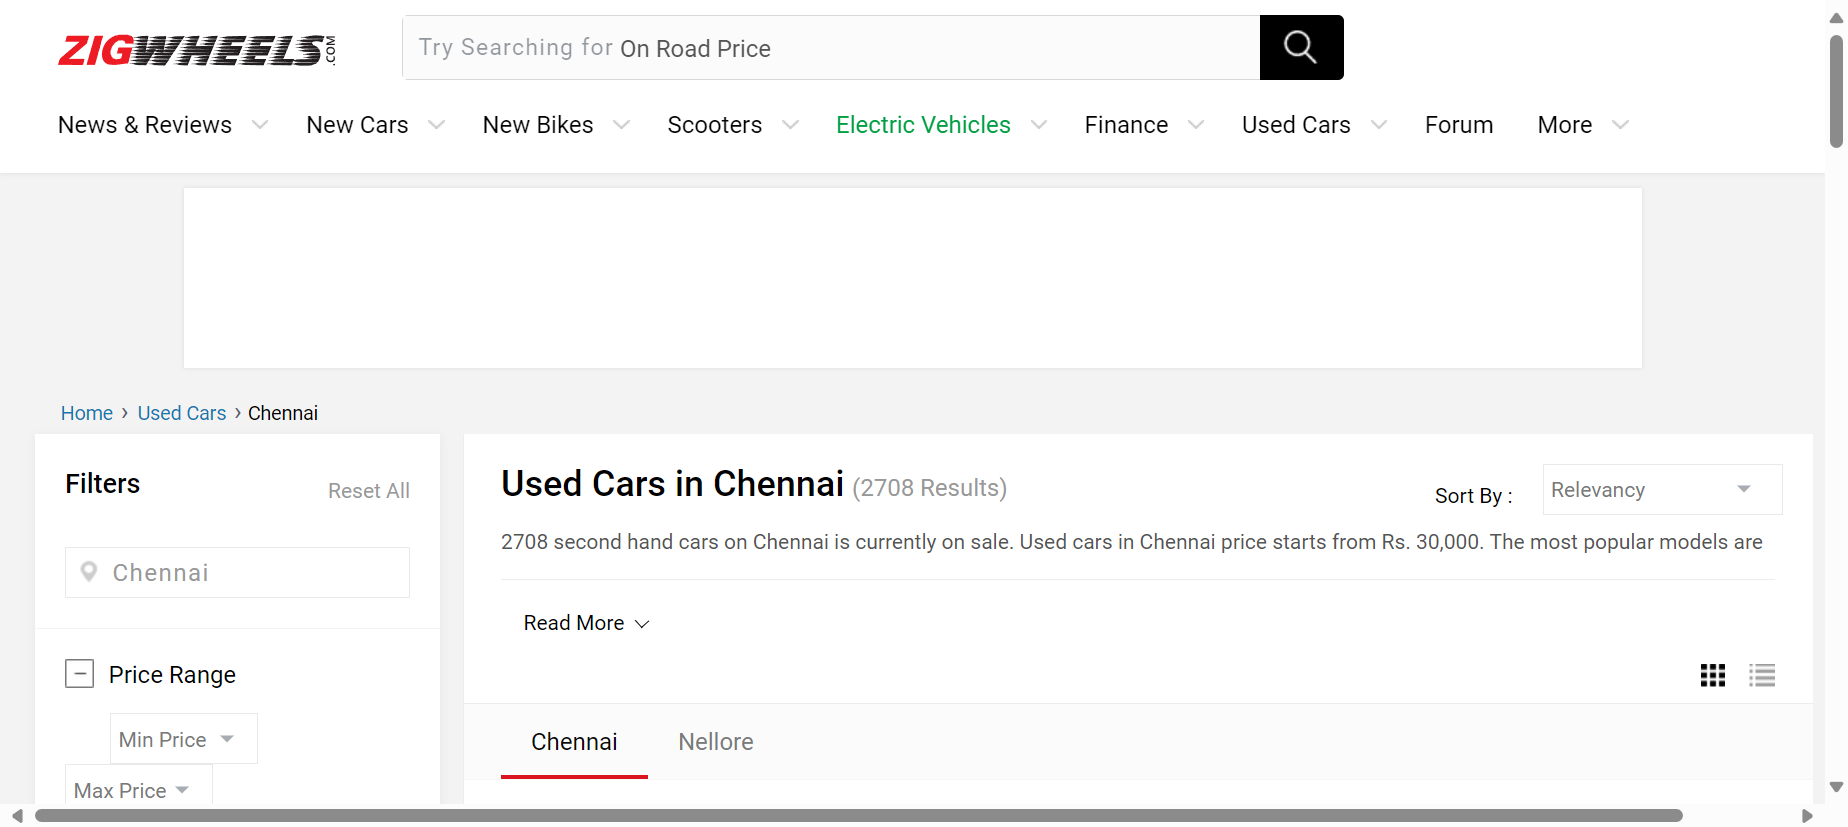 ZIGWHEELS.COM
Try Searching for On Road Price
News & Reviews New Cars New Bikes Scooters Electric Vehicles Finance Used Cars Forum More
Home › Used Cars › Chennai
Filters
Reset All
Chennai
Price Range
Min Price
Max Price
Used Cars in Chennai (2708 Results)
Sort By :
Relevancy
2708 second hand cars on Chennai is currently on sale. Used cars in Chennai price starts from Rs. 30,000. The most popular models are
Read More
Chennai Nellore